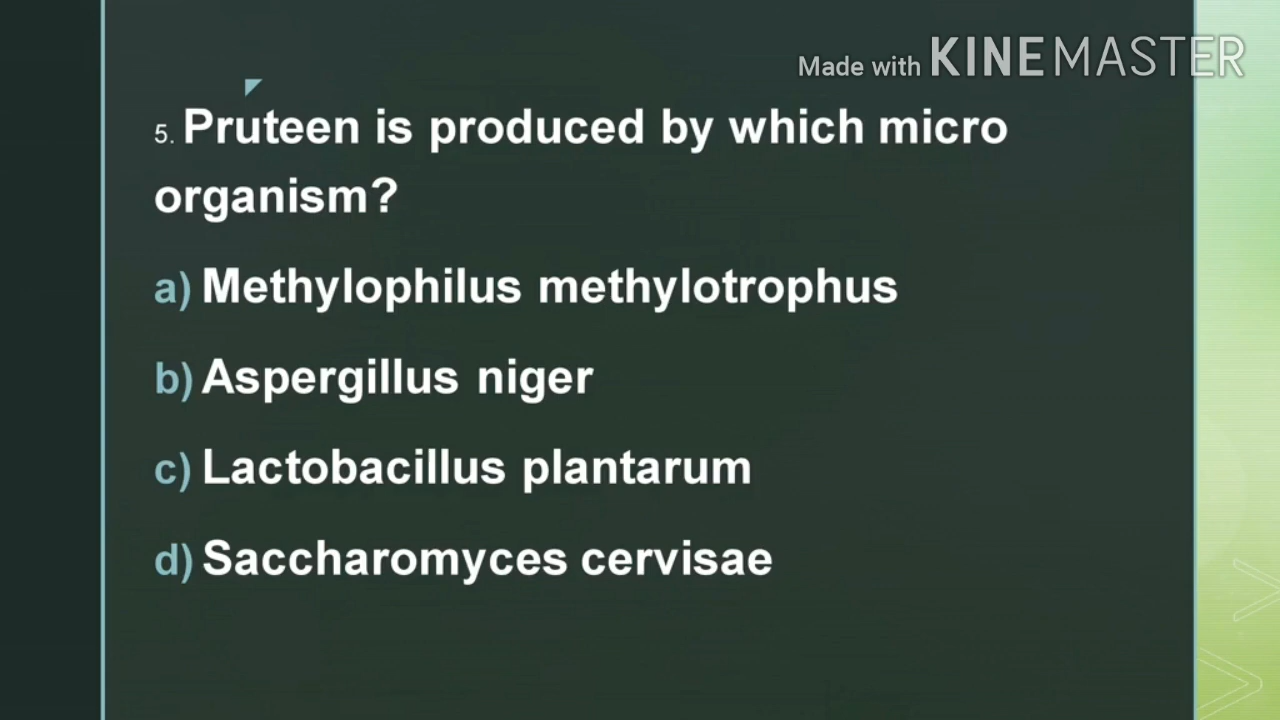 Made with KINEMASTER
5. Pruteen is produced by which micro
organism?
a) Methylophilus methylotrophus
b) Aspergillus niger
c) Lactobacillus plantarum
d) Saccharomyces cervisae